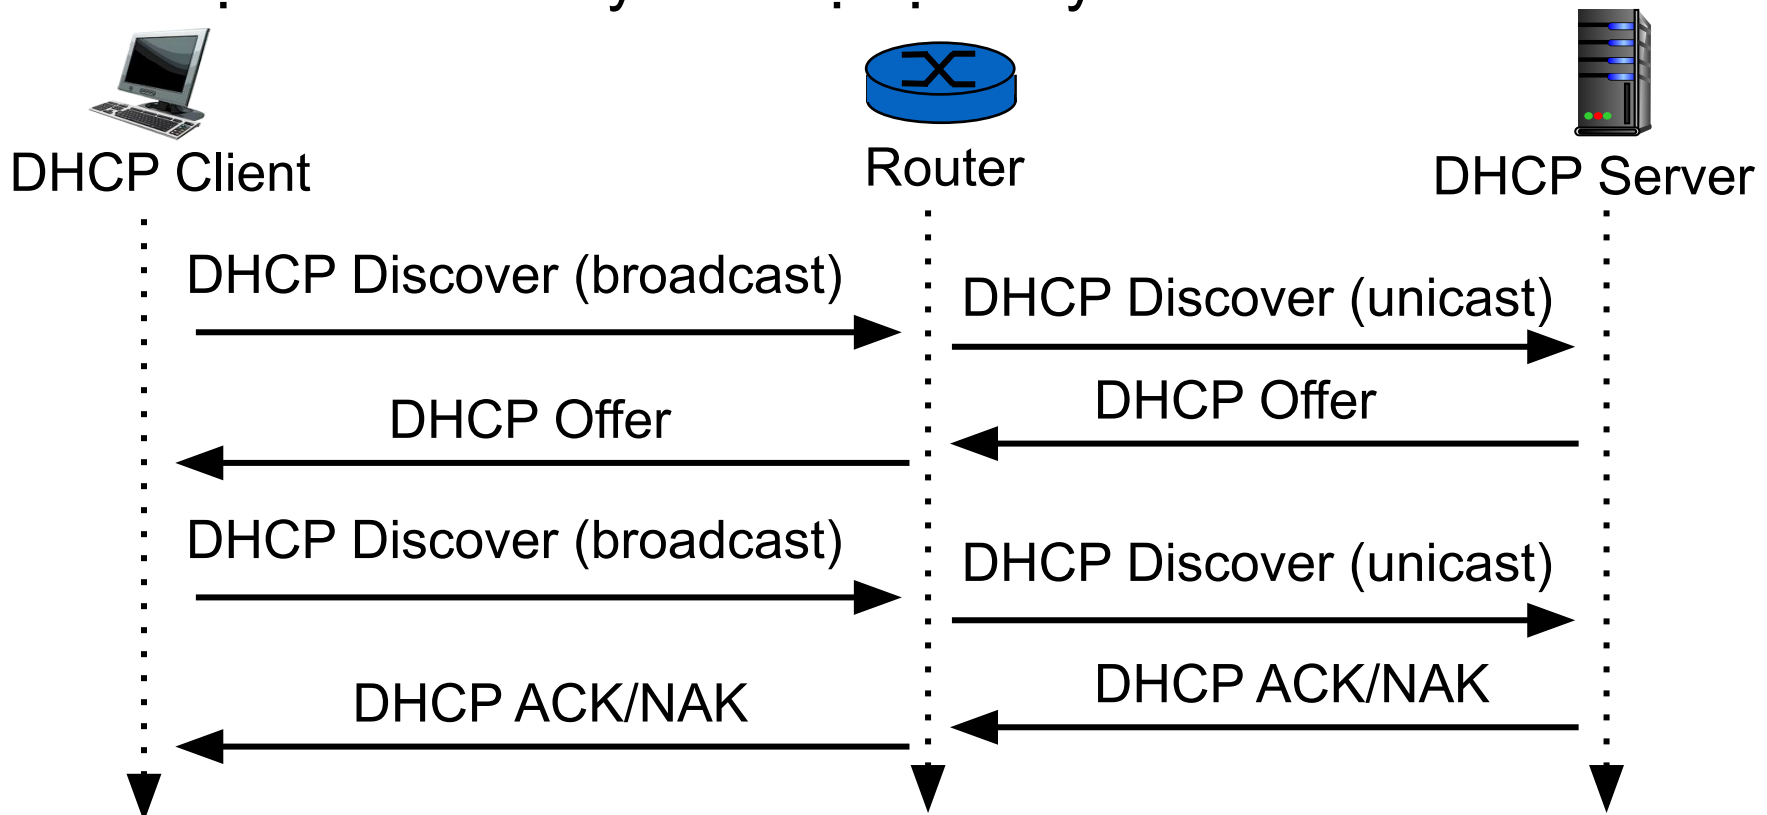 DHCP Client
Router
DHCP Server
DHCP Discover (broadcast)
DHCP Discover (unicast)
DHCP Offer
DHCP Offer
DHCP Discover (broadcast)
DHCP Discover (unicast)
DHCP ACK/NAK
DHCP ACK/NAK